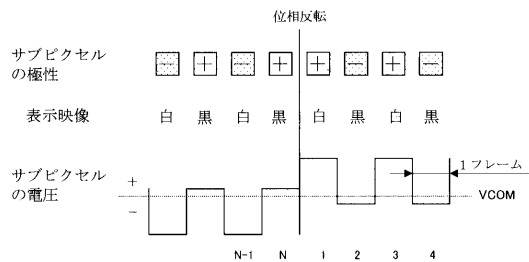 位相反転
サブピクセル
の極性
− + − + + − + −
表示映像
白 黒 白 黒 白 黒 白 黒
サブピクセル
の電圧
+
−
1フレーム
VCOM
N-1 N 1 2 3 4